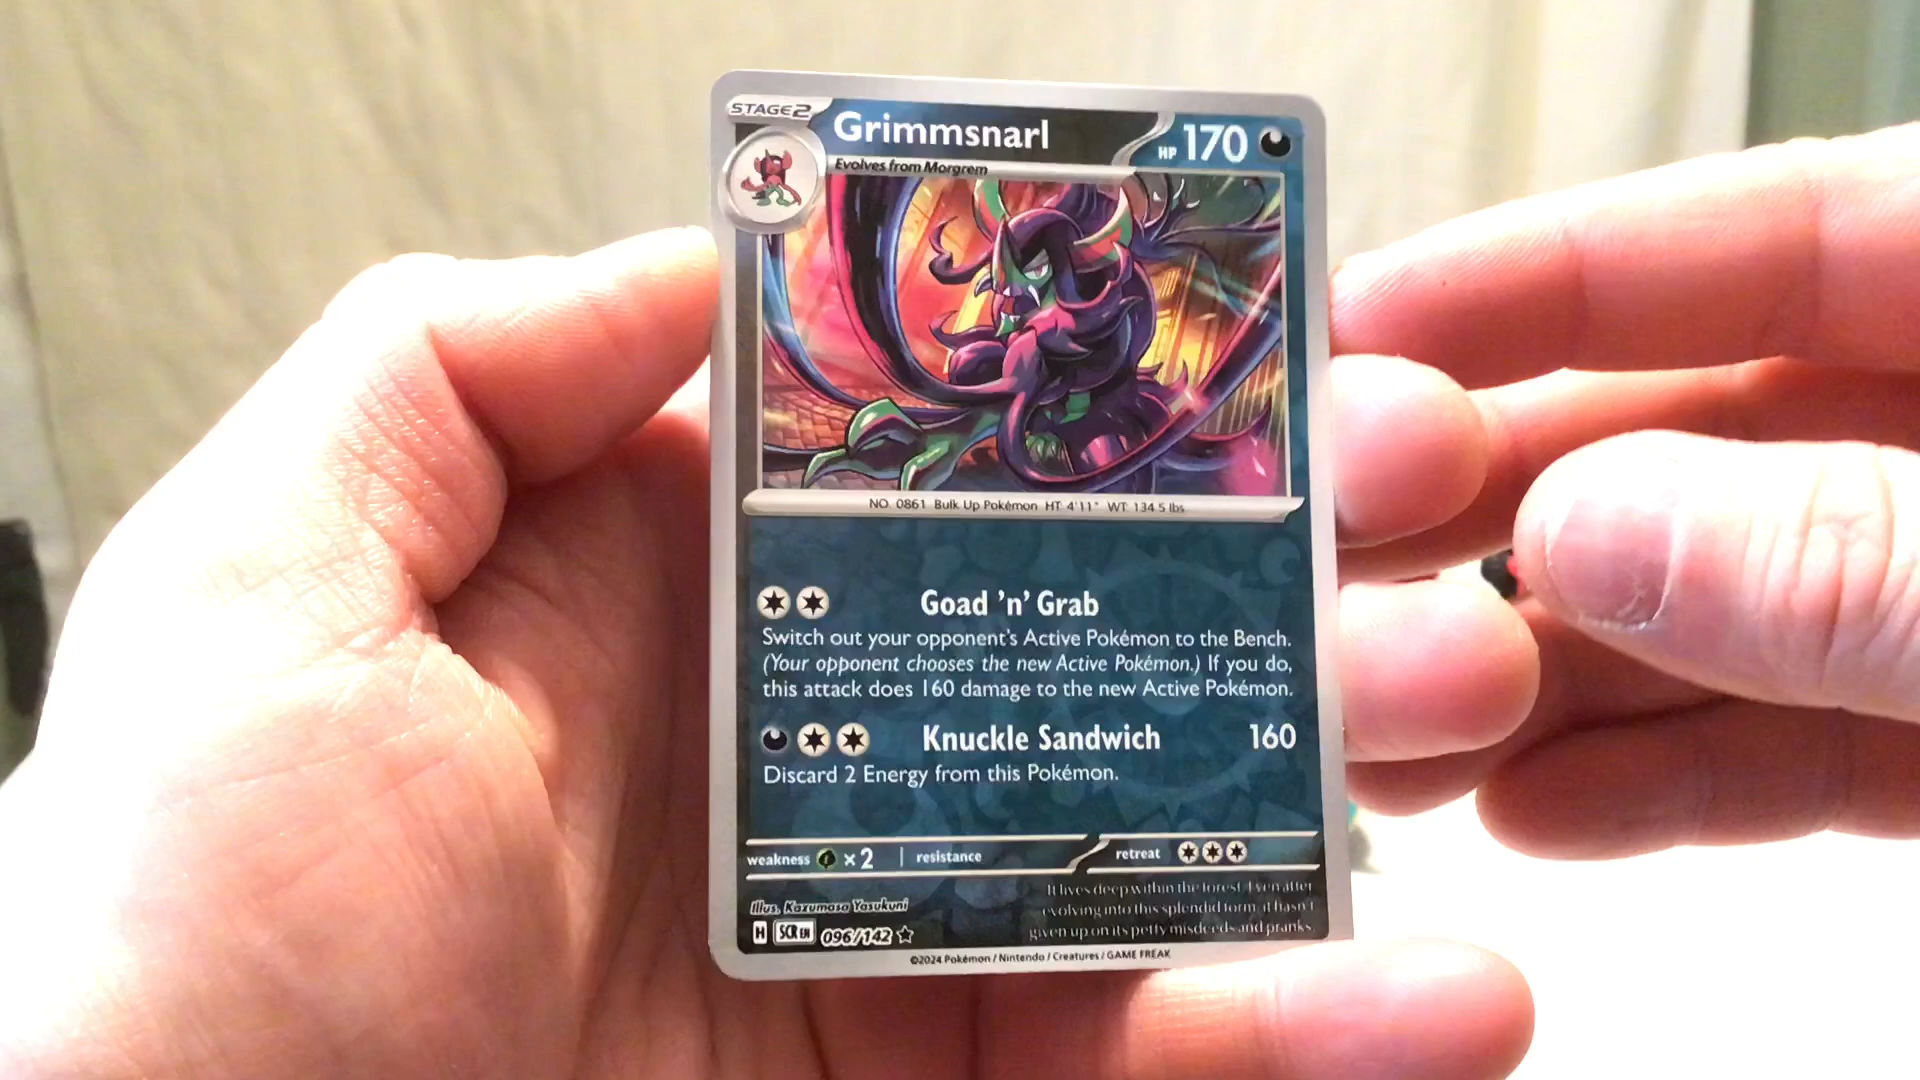 STAGE2
Grimmsnarl
HP 170
Evolves from Morgrem
NO. 0861 Bulk Up Pokémon HT: 4'11" WT: 134.5 lbs
Goad 'n' Grab
Switch out your opponent's Active Pokémon to the Bench.
(Your opponent chooses the new Active Pokémon.) If you do,
this attack does 160 damage to the new Active Pokémon.
Knuckle Sandwich 160
Discard 2 Energy from this Pokémon.
weakness ×2 resistance retreat
It lives deep within the forest. Even after
evolving into this splendid form, it hasn't
given up on its petty misdeeds and pranks.
Illus. Kazumasa Yasukuni
H SCR EN 096/142
©2024 Pokémon / Nintendo / Creatures / GAME FREAK